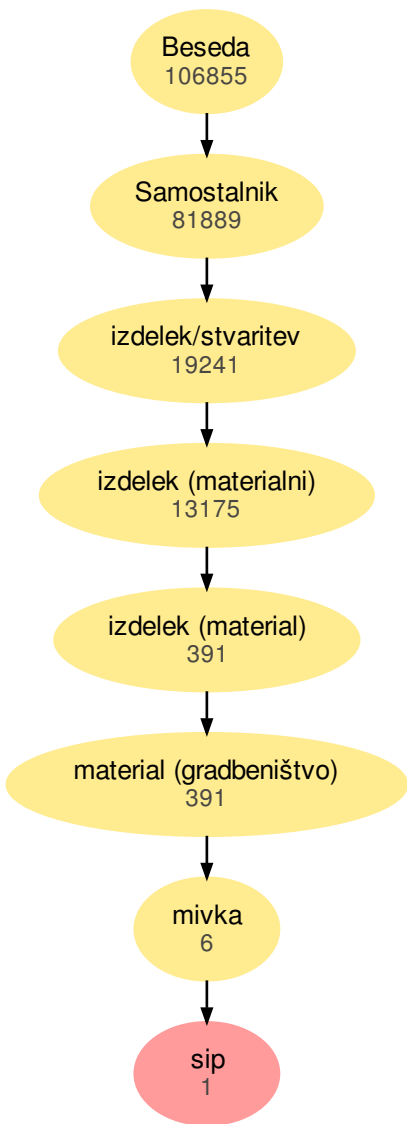 Beseda
106855
Samostalnik
81889
izdelek/stvaritev
19241
izdelek (materialni)
13175
izdelek (material)
391
material (gradbeništvo)
391
mivka
6
sip
1